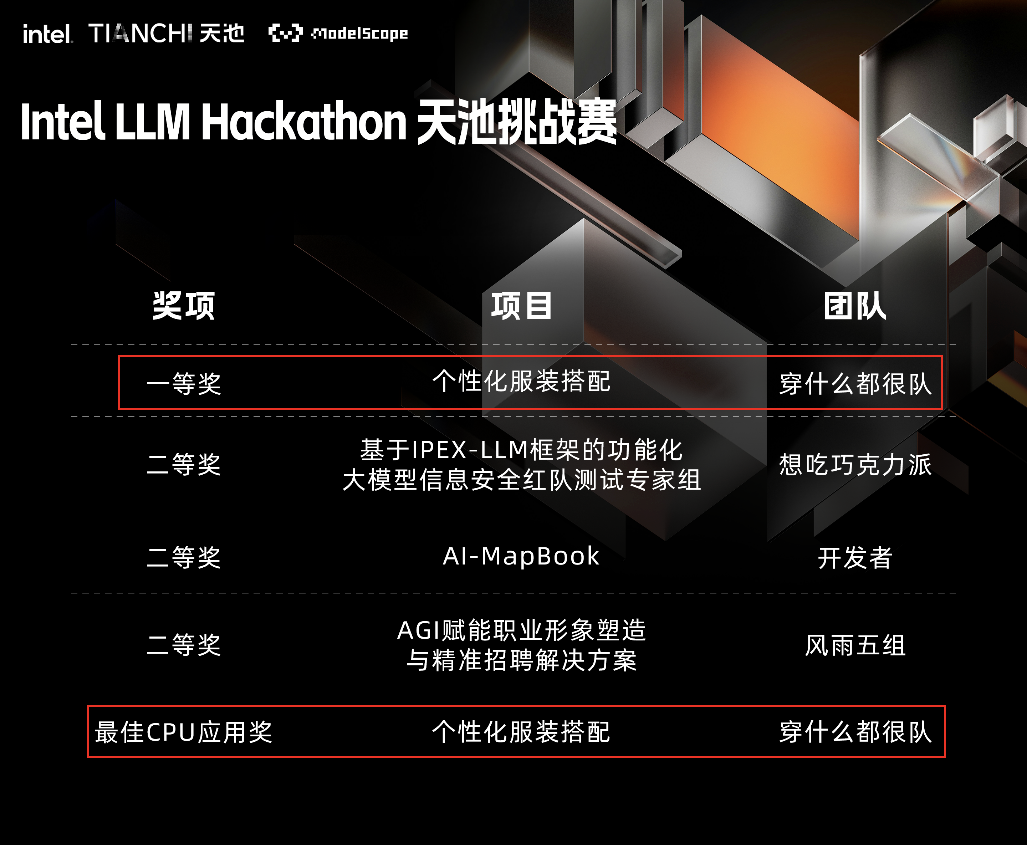 intel. TIANCHI 天池 ModelScope
Intel LLM Hackathon 天池挑战赛
奖项 项目 团队
一等奖 个性化服装搭配 穿什么都很队
基于IPEX-LLM框架的功能化
二等奖 大模型信息安全红队测试专家组 想吃巧克力派
二等奖 AI-MapBook 开发者
AGI赋能职业形象塑造
二等奖 与精准招聘解决方案 风雨五组
最佳CPU应用奖 个性化服装搭配 穿什么都很队